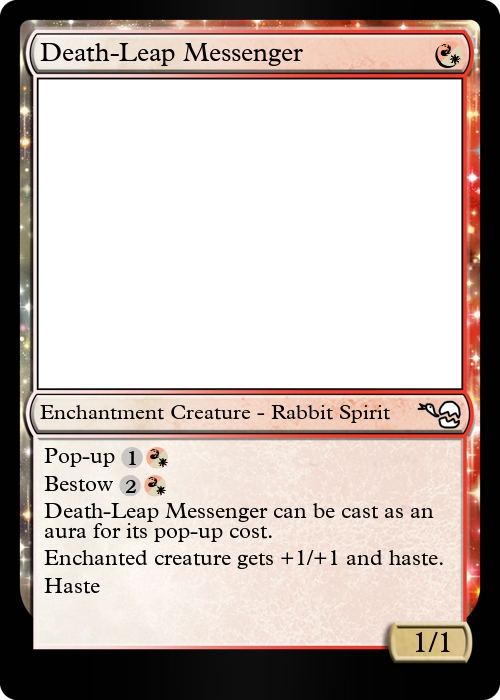 Death-Leap Messenger
Enchantment Creature - Rabbit Spirit
Pop-up 1
Bestow 2
Death-Leap Messenger can be cast as an
aura for its pop-up cost.
Enchanted creature gets +1/+1 and haste.
Haste
1/1